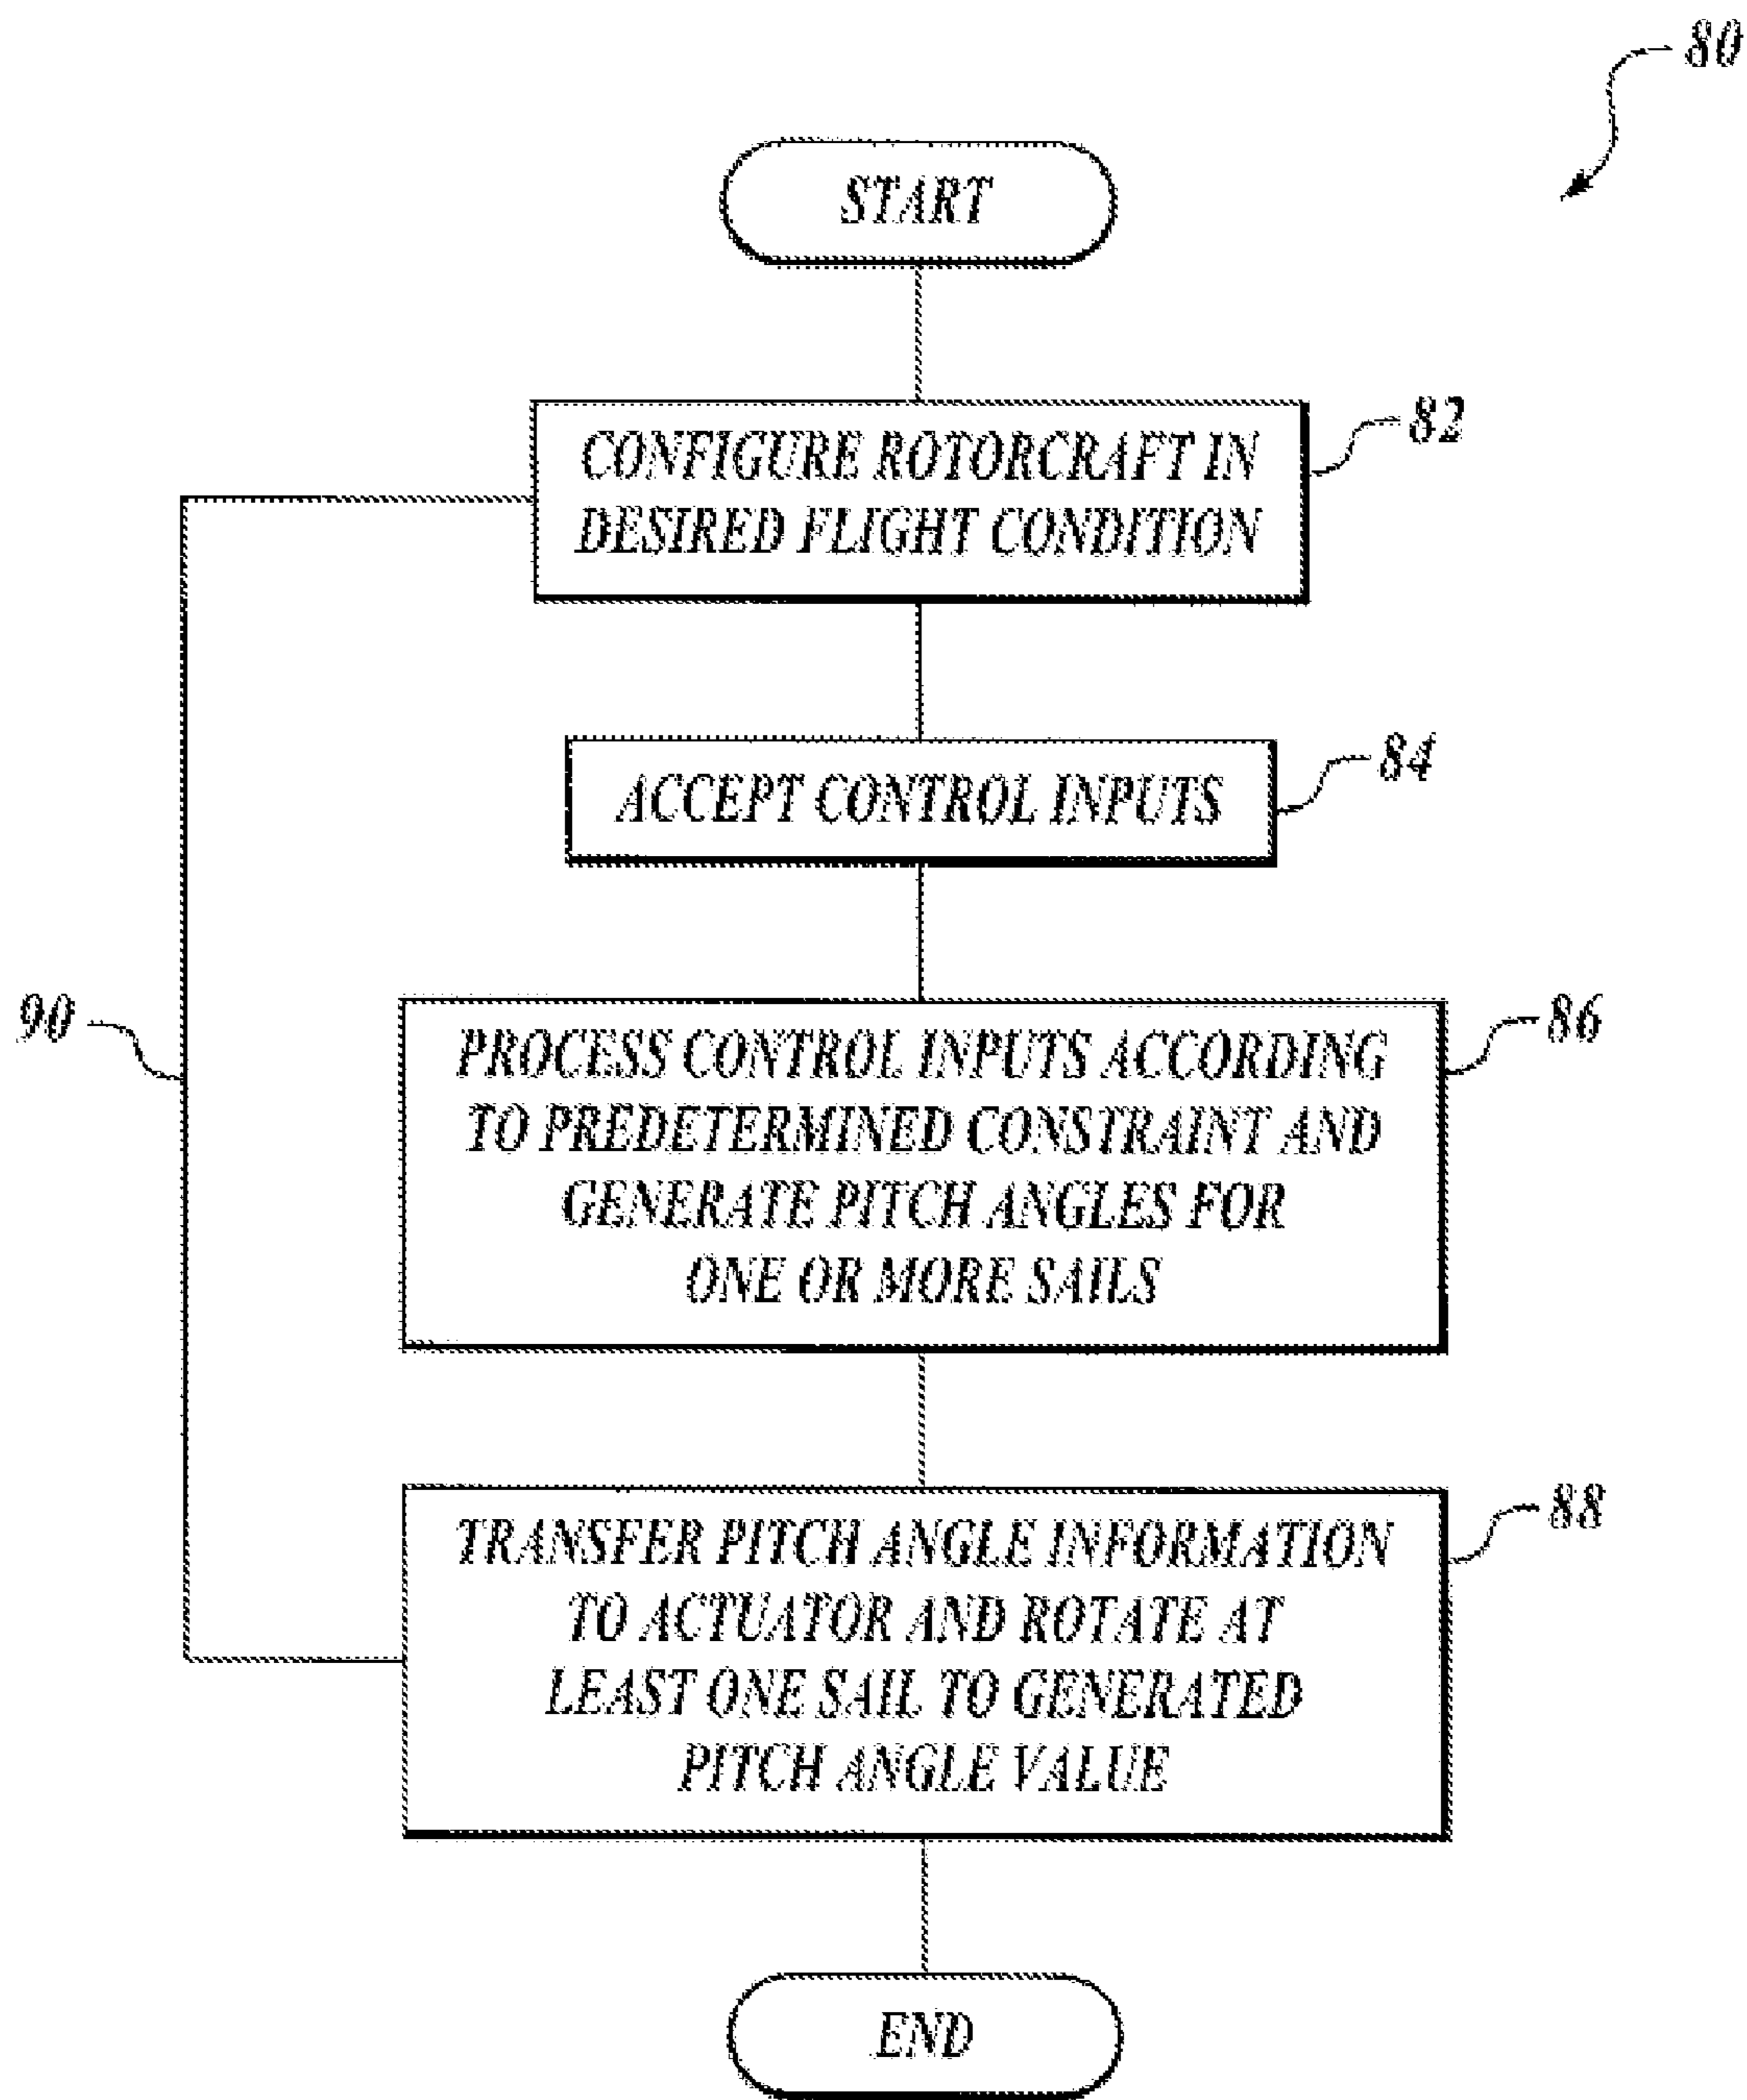 80
START
CONFIGURE ROTORCRAFT IN
DESIRED FLIGHT CONDITION
82
ACCEPT CONTROL INPUTS
84
90
PROCESS CONTROL INPUTS ACCORDING
TO PREDETERMINED CONSTRAINT AND
GENERATE PITCH ANGLES FOR
ONE OR MORE SAILS
86
TRANSFER PITCH ANGLE INFORMATION
TO ACTUATOR AND ROTATE AT
LEAST ONE SAIL TO GENERATED
PITCH ANGLE VALUE
88
END